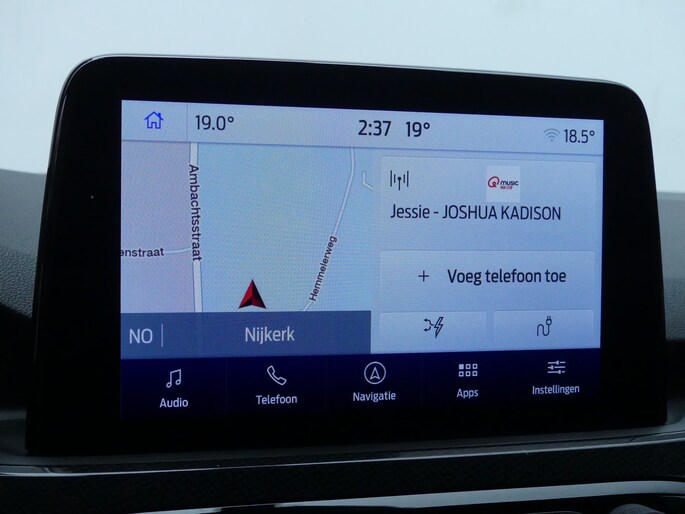 19.0°
2:37 19°
18.5°
Ambachtsstraat
enstraat
Hemmelerweg
Q music
Jessie - JOSHUA KADISON
+ Voeg telefoon toe
NO
Nijkerk
Audio
Telefoon
Navigatie
Apps
Instellingen